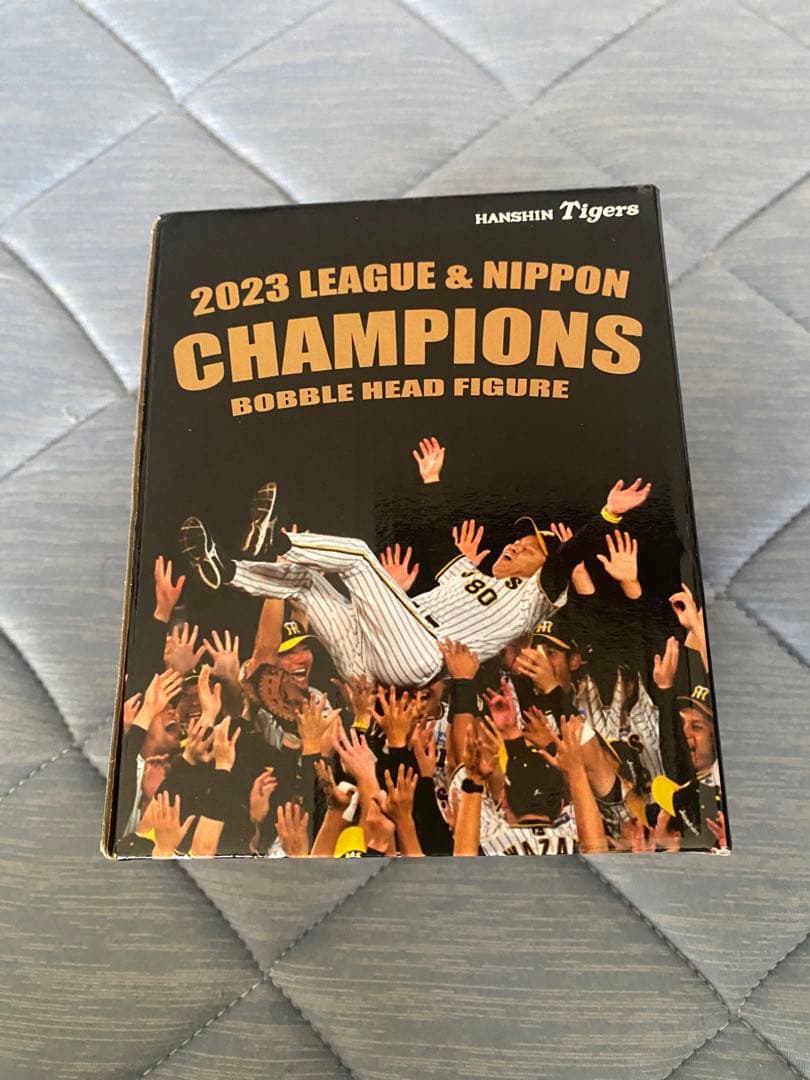 HANSHIN Tigers
2023 LEAGUE & NIPPON
CHAMPIONS
BOBBLE HEAD FIGURE
80